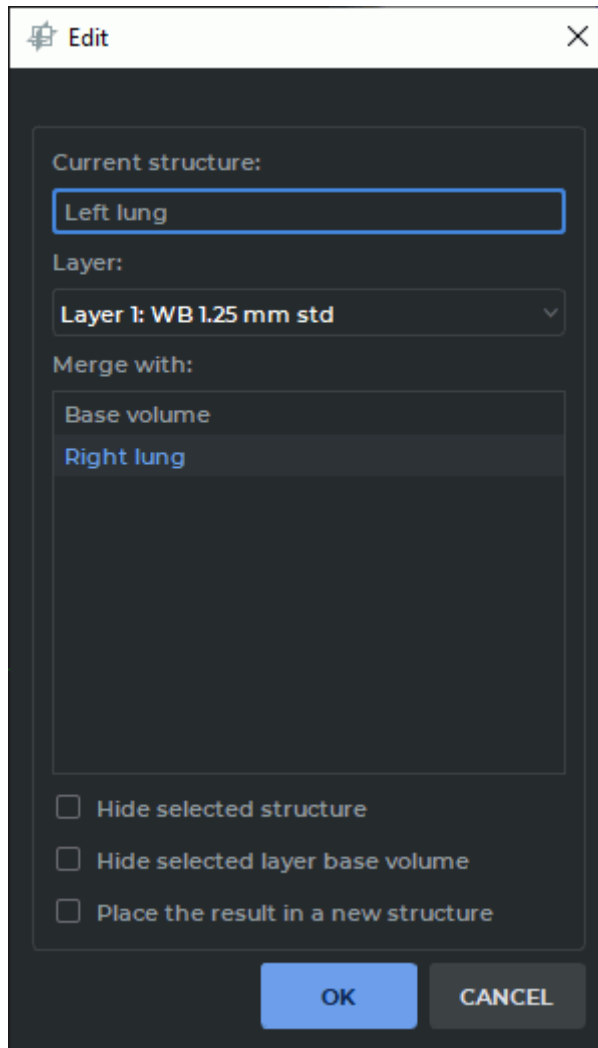 Edit
Current structure:
Left lung
Layer:
Layer 1: WB 1.25 mm std
Merge with:
Base volume
Right lung
Hide selected structure
Hide selected layer base volume
Place the result in a new structure
OK CANCEL